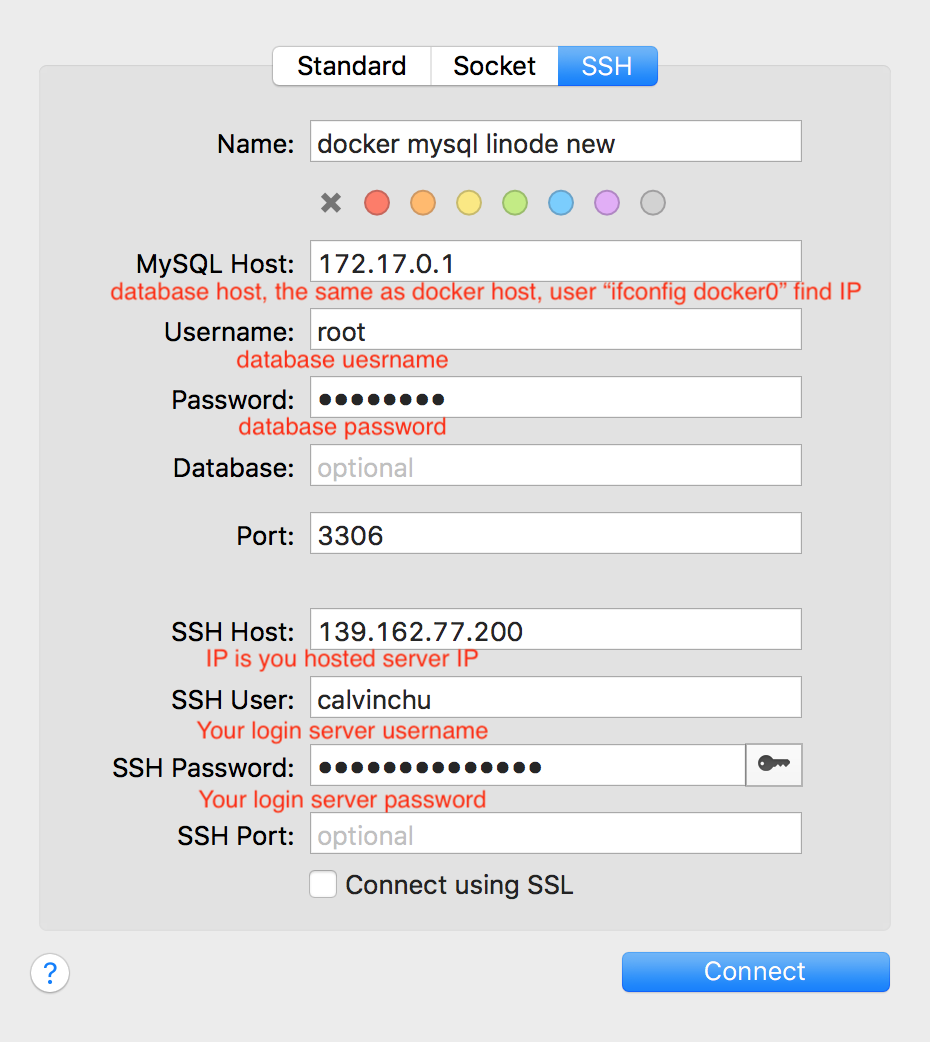 Standard Socket SSH
Name: docker mysql linode new
MySQL Host: 172.17.0.1
database host, the same as docker host, user “ifconfig docker0” find IP
Username: root
database uesrname
Password: ••••••••
database password
Database: optional
Port: 3306
SSH Host: 139.162.77.200
IP is you hosted server IP
SSH User: calvinchu
Your login server username
SSH Password: ••••••••••••••
Your login server password
SSH Port: optional
Connect using SSL
? Connect